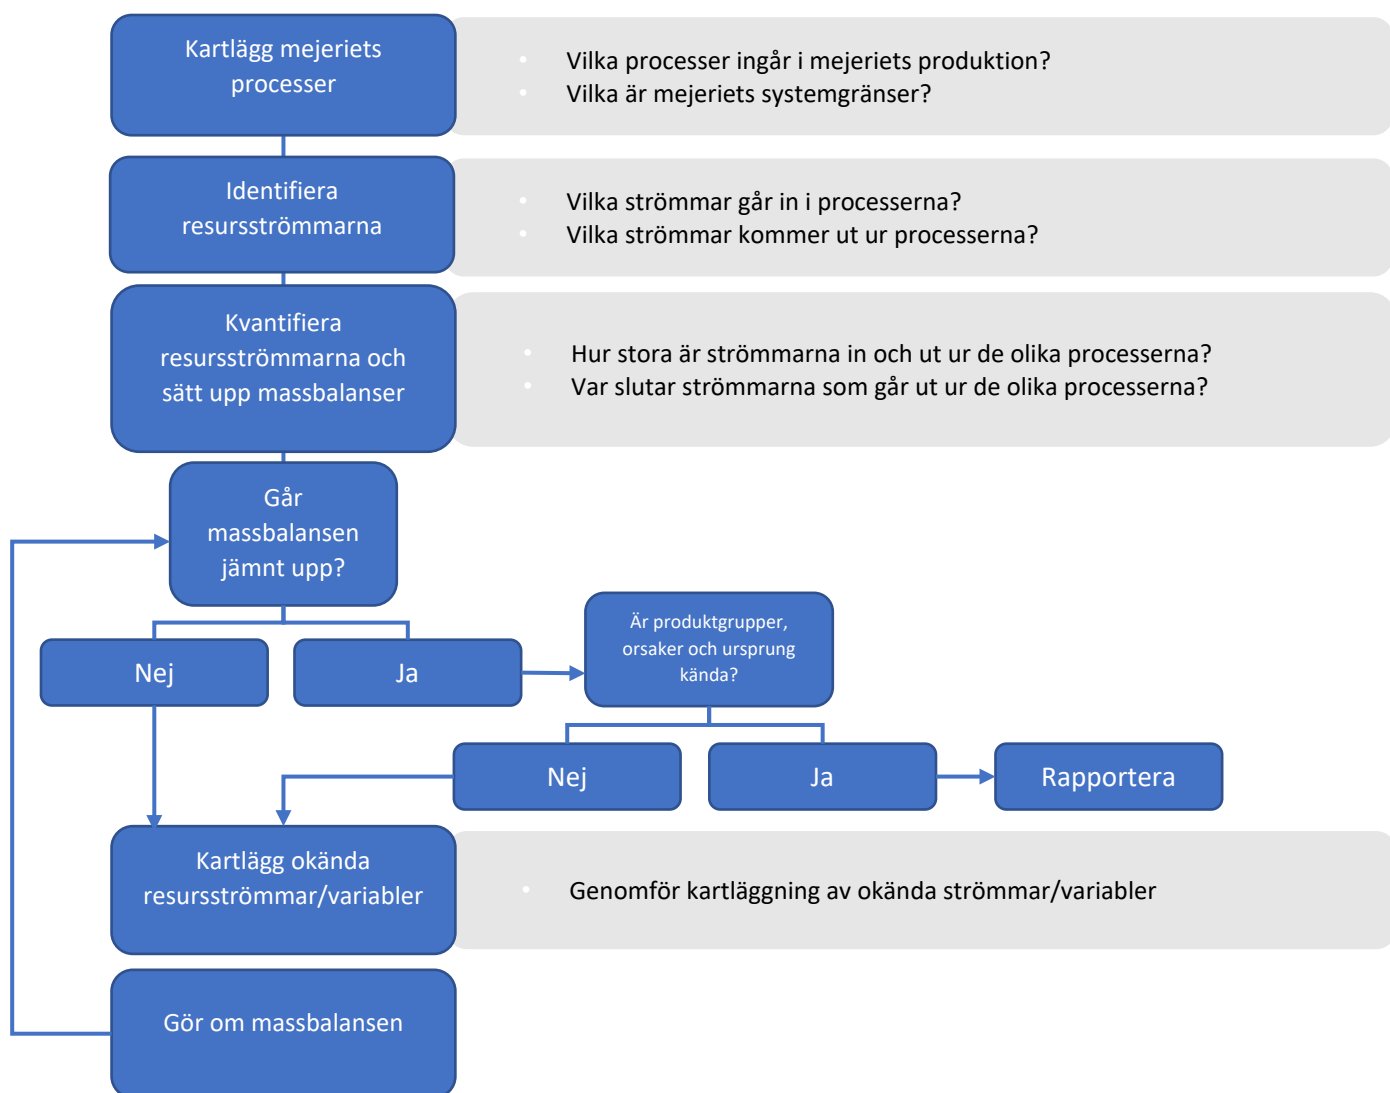 Kartlägg mejeriets
processer
• Vilka processer ingår i mejeriets produktion?
• Vilka är mejeriets systemgränser?
Identifiera
resursströmmarna
• Vilka strömmar går in i processerna?
• Vilka strömmar kommer ut ur processerna?
Kvantifiera
resursströmmarna och
sätt upp massbalanser
• Hur stora är strömmarna in och ut ur de olika processerna?
• Var slutar strömmarna som går ut ur de olika processerna?
Går
massbalansen
jämnt upp?
Nej
Ja
Är produktgrupper,
orsaker och ursprung
kända?
Nej
Ja
Rapportera
Kartlägg okända
resursströmmar/variabler
• Genomför kartläggning av okända strömmar/variabler
Gör om massbalansen